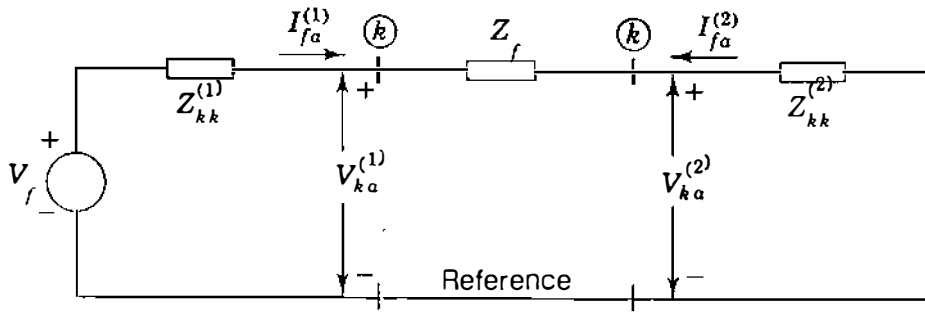 I_{fa}^{(1)}
k
Z_f
k
I_{fa}^{(2)}
Z_{kk}^{(1)}
+
+
Z_{kk}^{(2)}
+
V_f
−
V_{ka}^{(1)}
V_{ka}^{(2)}
−
Reference
−